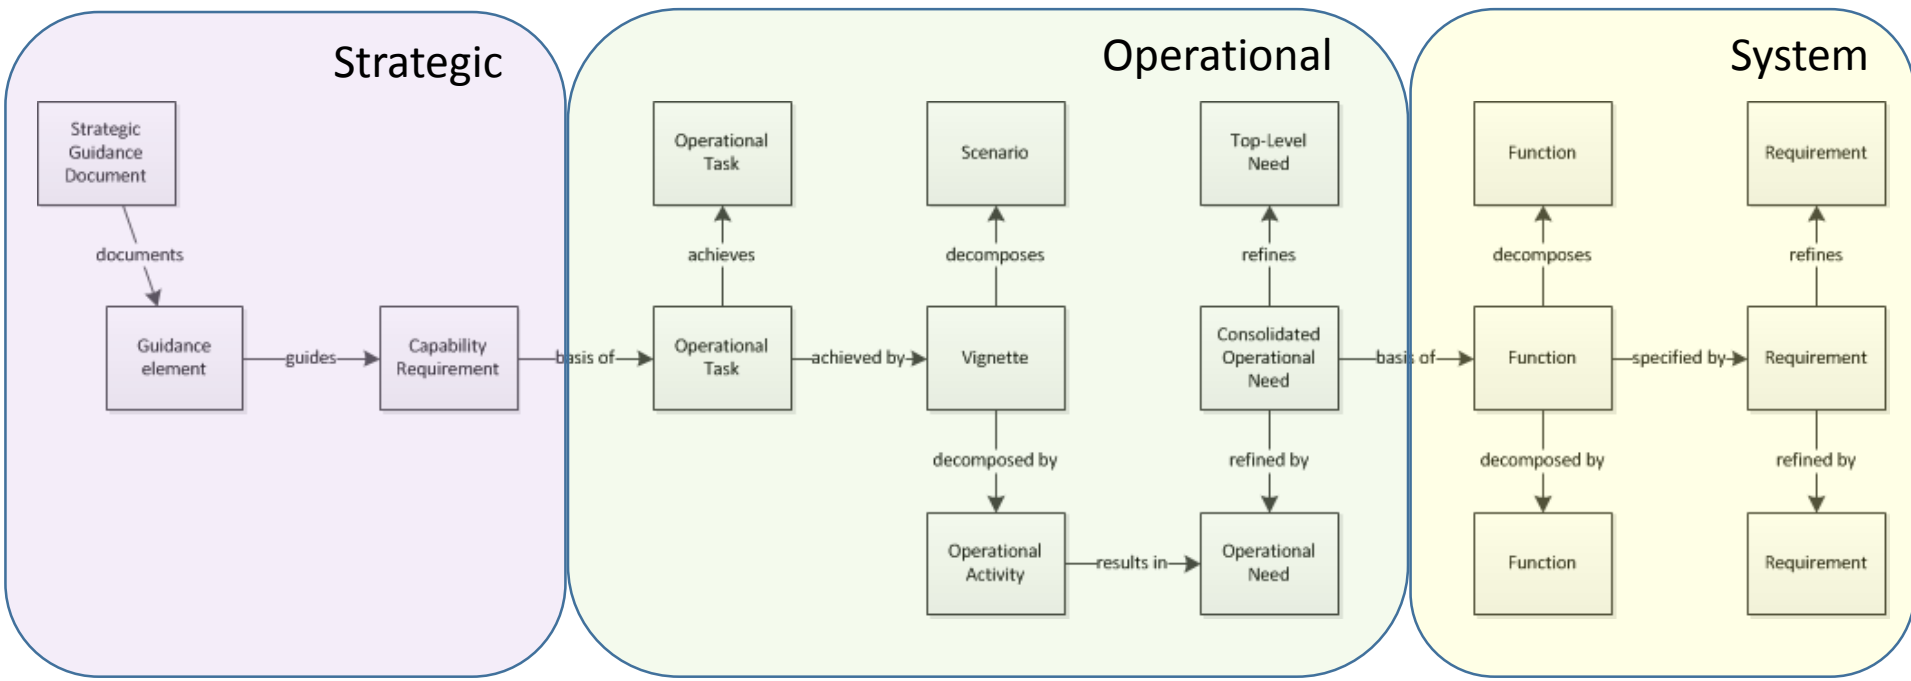 Strategic
Operational
System
Strategic
Guidance
Document
Operational
Task
Scenario
Top-Level
Need
Function
Requirement
documents
achieves
decomposes
refines
decomposes
refines
Guidance
element
guides
Capability
Requirement
basis of
Operational
Task
achieved by
Vignette
Consolidated
Operational
Need
basis of
Function
specified by
Requirement
decomposed by
refined by
decomposed by
refined by
Operational
Activity
results in
Operational
Need
Function
Requirement